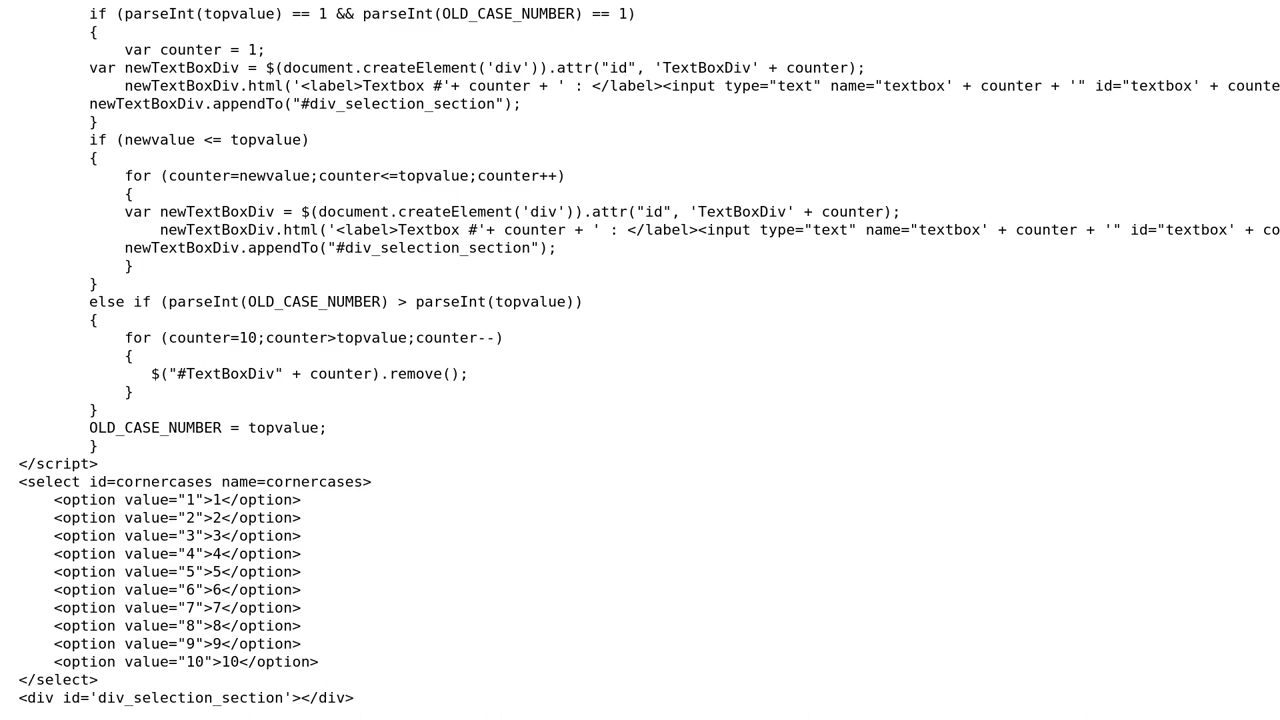 if (parseInt(topvalue) == 1 && parseInt(OLD_CASE_NUMBER) == 1)
{
var counter = 1;
var newTextBoxDiv = $(document.createElement('div')).attr("id", 'TextBoxDiv' + counter);
newTextBoxDiv.html('<label>Textbox #'+ counter + ' : </label><input type="text" name="textbox' + counter + '" id="textbox' + counte
newTextBoxDiv.appendTo("#div_selection_section");
}
if (newvalue <= topvalue)
{
for (counter=newvalue;counter<=topvalue;counter++)
{
var newTextBoxDiv = $(document.createElement('div')).attr("id", 'TextBoxDiv' + counter);
newTextBoxDiv.html('<label>Textbox #'+ counter + ' : </label><input type="text" name="textbox' + counter + '" id="textbox' + co
newTextBoxDiv.appendTo("#div_selection_section");
}
}
else if (parseInt(OLD_CASE_NUMBER) > parseInt(topvalue))
{
for (counter=10;counter>topvalue;counter--)
{
$("#TextBoxDiv" + counter).remove();
}
}
OLD_CASE_NUMBER = topvalue;
}
</script>
<select id=cornercases name=cornercases>
<option value="1">1</option>
<option value="2">2</option>
<option value="3">3</option>
<option value="4">4</option>
<option value="5">5</option>
<option value="6">6</option>
<option value="7">7</option>
<option value="8">8</option>
<option value="9">9</option>
<option value="10">10</option>
</select>
<div id='div_selection_section'></div>